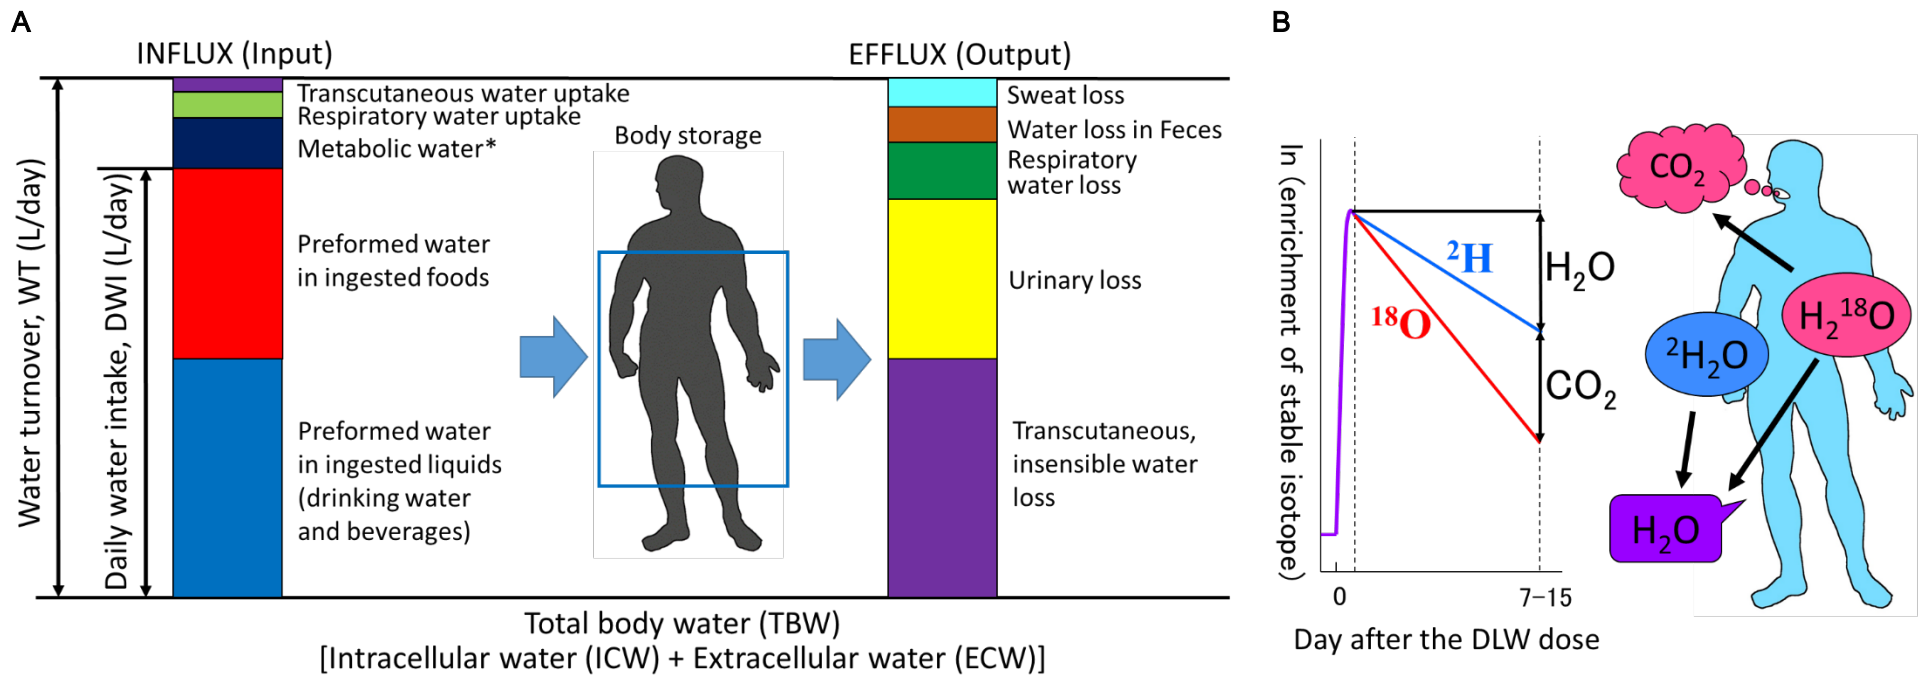 A
INFLUX (Input)
EFFLUX (Output)
Water turnover, WT (L/day)
Daily water intake, DWI (L/day)
Transcutaneous water uptake
Respiratory water uptake
Metabolic water*
Preformed water
in ingested foods
Preformed water
in ingested liquids
(drinking water
and beverages)
Body storage
Sweat loss
Water loss in Feces
Respiratory
water loss
Urinary loss
Transcutaneous,
insensible water
loss
Total body water (TBW)
[Intracellular water (ICW) + Extracellular water (ECW)]
B
ln (enrichment of stable isotope)
²H
¹⁸O
H₂O
CO₂
0
7-15
Day after the DLW dose
CO₂
H₂¹⁸O
²H₂O
H₂O